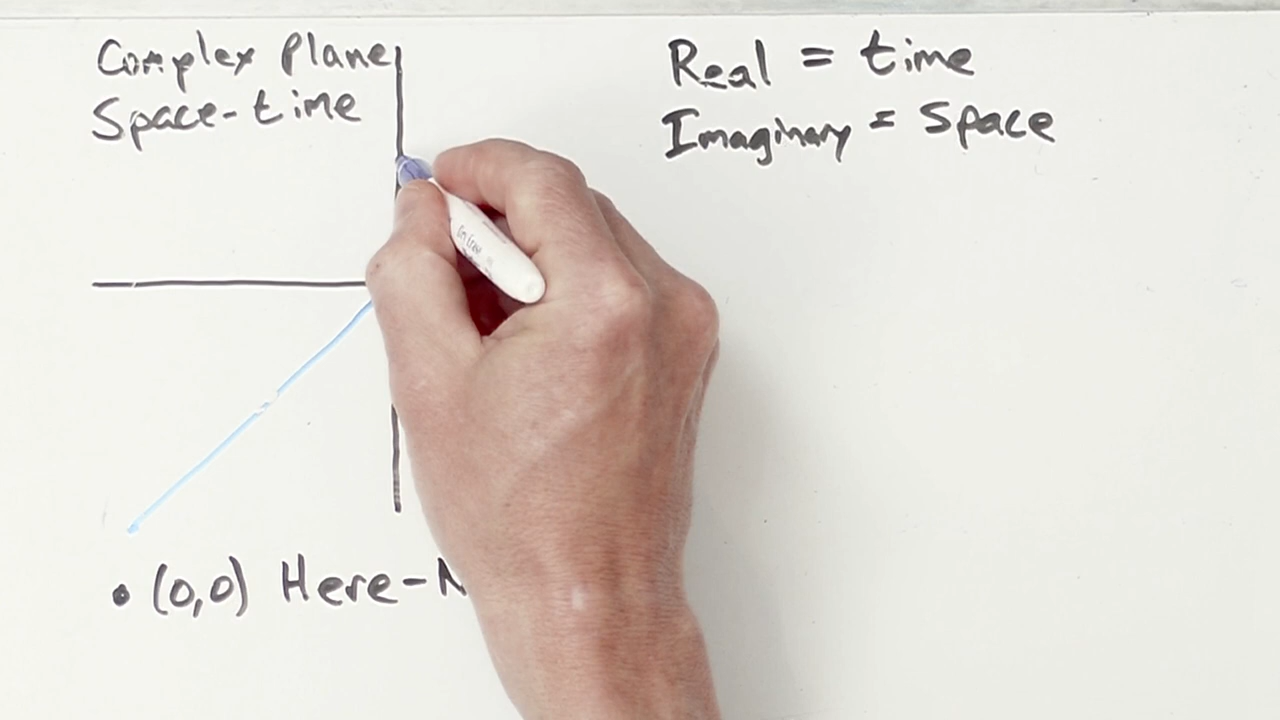 Complex Plane
Space-time
Real = time
Imaginary = Space
• (0,0) Here-N